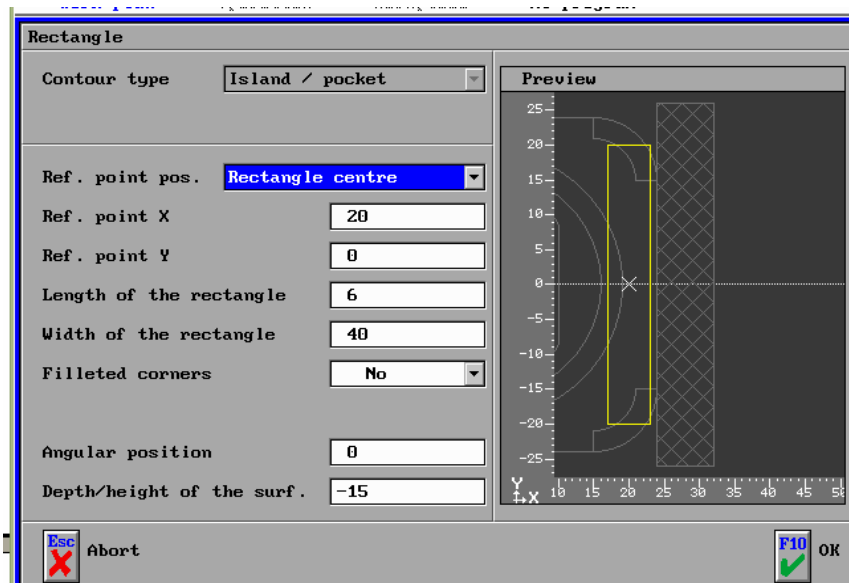 Rectangle
Contour type Island / pocket
Preview
Ref. point pos. Rectangle centre
Ref. point X 20
Ref. point Y 0
Length of the rectangle 6
Width of the rectangle 40
Filleted corners No
Angular position 0
Depth/height of the surf. -15
25
20
15
10
5
0
-5
-10
-15
-20
-25
Y
X 10 15 20 25 30 35 40 45
Esc Abort
F10 OK